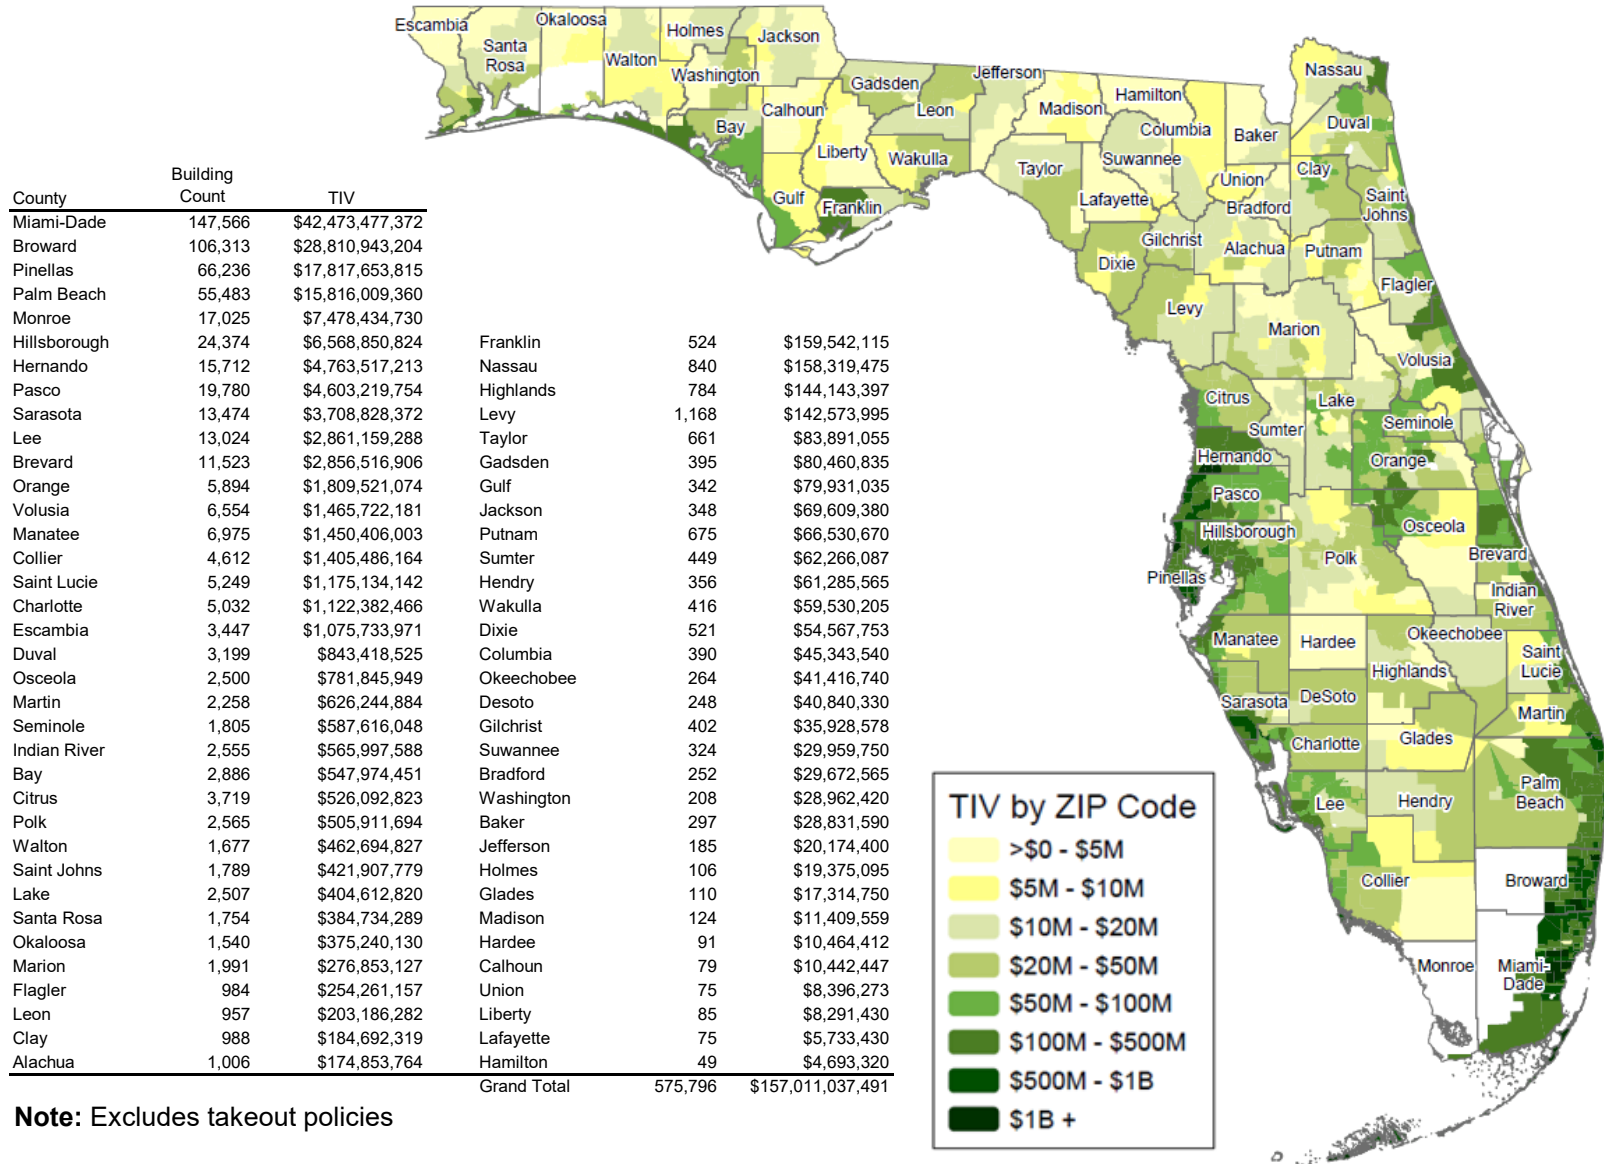 Building
County Count TIV
Miami-Dade 147,566 $42,473,477,372
Broward 106,313 $28,810,943,204
Pinellas 66,236 $17,817,653,815
Palm Beach 55,483 $15,816,009,360
Monroe 17,025 $7,478,434,730
Hillsborough 24,374 $6,568,850,824
Hernando 15,712 $4,763,517,213
Pasco 19,780 $4,603,219,754
Sarasota 13,474 $3,708,828,372
Lee 13,024 $2,861,159,288
Brevard 11,523 $2,856,516,906
Orange 5,894 $1,809,521,074
Volusia 6,554 $1,465,722,181
Manatee 6,975 $1,450,406,003
Collier 4,612 $1,405,486,164
Saint Lucie 5,249 $1,175,134,142
Charlotte 5,032 $1,122,382,466
Escambia 3,447 $1,075,733,971
Duval 3,199 $843,418,525
Osceola 2,500 $781,845,949
Martin 2,258 $626,244,884
Seminole 1,805 $587,616,048
Indian River 2,555 $565,997,588
Bay 2,886 $547,974,451
Citrus 3,719 $526,092,823
Polk 2,565 $505,911,694
Walton 1,677 $462,694,827
Saint Johns 1,789 $421,907,779
Lake 2,507 $404,612,820
Santa Rosa 1,754 $384,734,289
Okaloosa 1,540 $375,240,130
Marion 1,991 $276,853,127
Flagler 984 $254,261,157
Leon 957 $203,186,282
Clay 988 $184,692,319
Alachua 1,006 $174,853,764
Franklin 524 $159,542,115
Nassau 840 $158,319,475
Highlands 784 $144,143,397
Levy 1,168 $142,573,995
Taylor 661 $83,891,055
Gadsden 395 $80,460,835
Gulf 342 $79,931,035
Jackson 348 $69,609,380
Putnam 675 $66,530,670
Sumter 449 $62,266,087
Hendry 356 $61,285,565
Wakulla 416 $59,530,205
Dixie 521 $54,567,753
Columbia 390 $45,343,540
Okeechobee 264 $41,416,740
Desoto 248 $40,840,330
Gilchrist 402 $35,928,578
Suwannee 324 $29,959,750
Bradford 252 $29,672,565
Washington 208 $28,962,420
Baker 297 $28,831,590
Jefferson 185 $20,174,400
Holmes 106 $19,375,095
Glades 110 $17,314,750
Madison 124 $11,409,559
Hardee 91 $10,464,412
Calhoun 79 $10,442,447
Union 75 $8,396,273
Liberty 85 $8,291,430
Lafayette 75 $5,733,430
Hamilton 49 $4,693,320
Grand Total 575,796 $157,011,037,491
Note: Excludes takeout policies
Escambia
Santa
Rosa
Okaloosa
Walton
Holmes
Washington
Jackson
Bay
Calhoun
Gulf
Liberty
Franklin
Gadsden
Leon
Wakulla
Jefferson
Madison
Taylor
Hamilton
Suwannee
Lafayette
Columbia
Dixie
Gilchrist
Baker
Union
Bradford
Alachua
Levy
Nassau
Duval
Clay
Saint
Johns
Putnam
Flagler
Marion
Volusia
Citrus
Lake
Sumter
Seminole
Hernando
Orange
Pasco
Osceola
Hillsborough
Polk
Brevard
Pinellas
Indian
River
Manatee
Hardee
Okeechobee
Highlands
Saint
Lucie
Sarasota
DeSoto
Martin
Charlotte
Glades
Lee
Hendry
Palm
Beach
Collier
Broward
Monroe
Miami-
Dade
TIV by ZIP Code
>$0 - $5M
$5M - $10M
$10M - $20M
$20M - $50M
$50M - $100M
$100M - $500M
$500M - $1B
$1B +